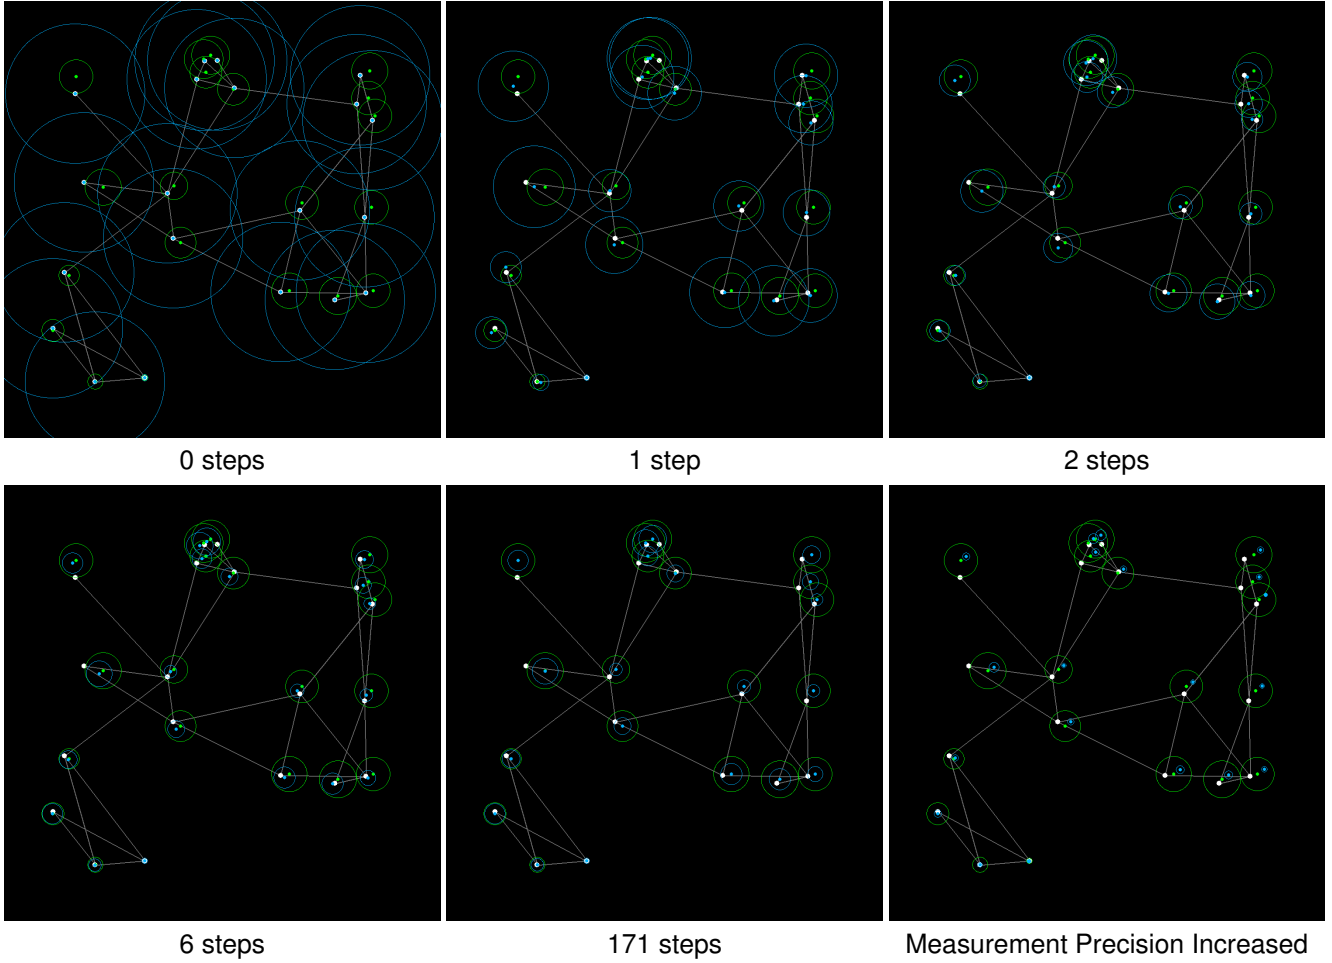 0 steps
1 step
2 steps
6 steps
171 steps
Measurement Precision Increased